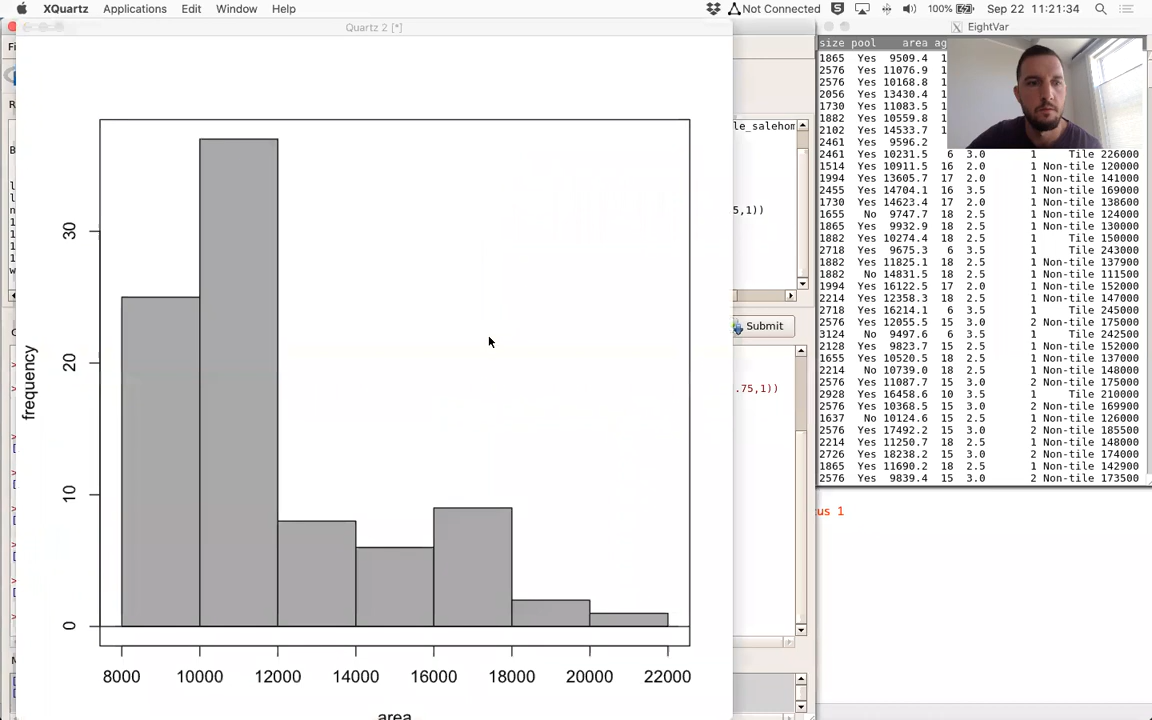 XQuartz Applications Edit Window Help Not Connected 100% Sep 22 11:21:34
Quartz 2 [*]
EightVar
frequency
30
20
10
0
8000 10000 12000 14000 16000 18000 20000 22000
area
le_salehom
5,1))
Submit
.75,1))
size pool area ag
1865 Yes 9509.4 1
2576 Yes 11076.9 1
2576 Yes 10168.8 1
2056 Yes 13430.4 1
1730 Yes 11083.5 1
1882 Yes 10559.8 1
2102 Yes 14533.7 1
2461 Yes 9596.2
2461 Yes 10231.5 6 3.0 1 Tile 226000
1514 Yes 10911.5 16 2.0 1 Non-tile 120000
1994 Yes 13605.7 17 2.0 1 Non-tile 141000
2455 Yes 14704.1 16 3.5 1 Non-tile 169000
1730 Yes 14623.4 17 2.0 1 Non-tile 138600
1655 No 9747.7 18 2.5 1 Non-tile 124000
1865 Yes 9932.9 18 2.5 1 Non-tile 130000
1882 Yes 10274.4 18 2.5 1 Tile 150000
2718 Yes 9675.3 6 3.5 1 Tile 243000
1882 Yes 11825.1 18 2.5 1 Non-tile 137900
1882 No 14831.5 18 2.5 1 Non-tile 111500
1994 Yes 16122.5 17 2.0 1 Non-tile 152000
2214 Yes 12358.3 18 2.5 1 Non-tile 147000
2718 Yes 16214.1 6 3.5 1 Tile 245000
2576 Yes 12055.5 15 3.0 2 Non-tile 175000
3124 No 9497.6 6 3.5 1 Tile 242500
2128 Yes 9823.7 15 2.5 1 Non-tile 152000
1655 Yes 10520.5 18 2.5 1 Non-tile 137000
2214 No 10739.0 18 2.5 1 Non-tile 148000
2576 Yes 11087.7 15 3.0 2 Non-tile 175000
2928 Yes 16458.6 10 3.5 1 Tile 210000
2576 Yes 10368.5 15 3.0 2 Non-tile 169900
1637 No 10124.6 15 2.5 1 Non-tile 126000
2576 Yes 17492.2 15 3.0 2 Non-tile 185500
2214 Yes 11250.7 18 2.5 1 Non-tile 148000
2726 Yes 18238.2 15 3.0 2 Non-tile 174000
1865 Yes 11690.2 18 2.5 1 Non-tile 142900
2576 Yes 9839.4 15 3.0 2 Non-tile 173500
us 1